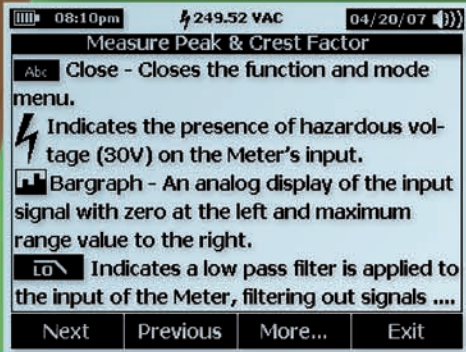 08:10pm 249.52 VAC 04/20/07
Measure Peak & Crest Factor
Abc Close - Closes the function and mode
menu.
Indicates the presence of hazardous vol-
tage (30V) on the Meter's input.
Bargraph - An analog display of the input
signal with zero at the left and maximum
range value to the right.
LO Indicates a low pass filter is applied to
the input of the Meter, filtering out signals ....
Next Previous More... Exit